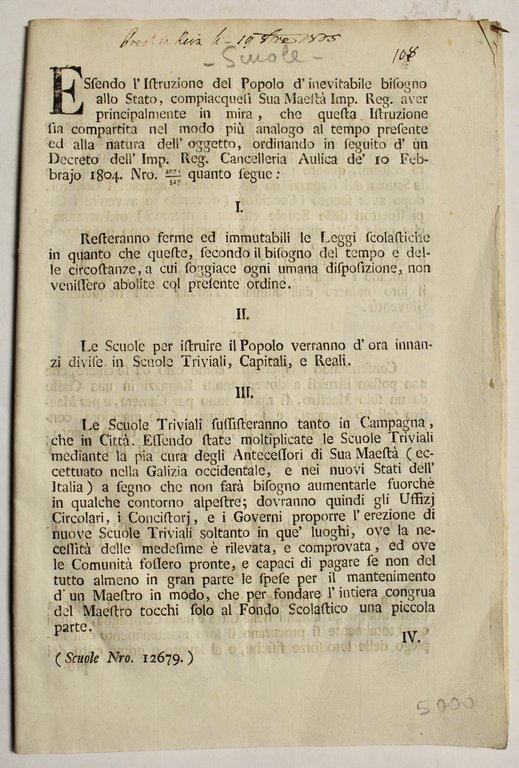 19 1805
- Scuole -
108
ESſendo l'Iſtruzione del Popolo d'inevitabile biſogno
allo Stato, compiacqueſi Sua Maeſtà Imp. Reg. aver
principalmente in mira, che queſta Iſtruzione
ſia compartita nel modo più analogo al tempo preſente
ed alla natura dell'oggetto, ordinando in ſeguito d'un
Decreto dell'Imp. Reg. Cancelleria Aulica de' 10 Feb-
brajo 1804. Nro. quanto ſegue:
I.
Reſteranno ferme ed immutabili le Leggi ſcolaſtiche
in quanto che queſte, ſecondo il biſogno del tempo e del-
le circoſtanze, a cui ſoggiace ogni umana diſpoſizione, non
veniſſero abolite col preſente ordine.
II.
Le Scuole per iſtruire il Popolo verranno d'ora innan-
zi diviſe in Scuole Triviali, Capitali, e Reali.
III.
Le Scuole Triviali ſuſſiſteranno tanto in Campagna,
che in Città. Eſſendo ſtate moltiplicate le Scuole Triviali
mediante la pia cura degli Anteceſſori di Sua Maeſtà (ec-
cettuato nella Galizia occidentale, e nei nuovi Stati dell'
Italia) a ſegno che non farà biſogno aumentarle fuorchè
in qualche contorno alpeſtre; dovranno quindi gli Uffizj
Circolari, i Conciſtorj, e i Governi proporre l'erezione di
nuove Scuole Triviali ſoltanto in que' luoghi, ove la ne-
ceſſità delle medeſime è rilevata, e comprovata, ed ove
le Comunità foſſero pronte, e capaci di pagare ſe non del
tutto almeno in gran parte le ſpeſe per il mantenimento
d'un Maeſtro in modo, che per fondare l'intiera congrua
del Maeſtro tocchi ſolo al Fondo Scolaſtico una piccola
parte.
IV.
(Scuole Nro. 12679.)
5000